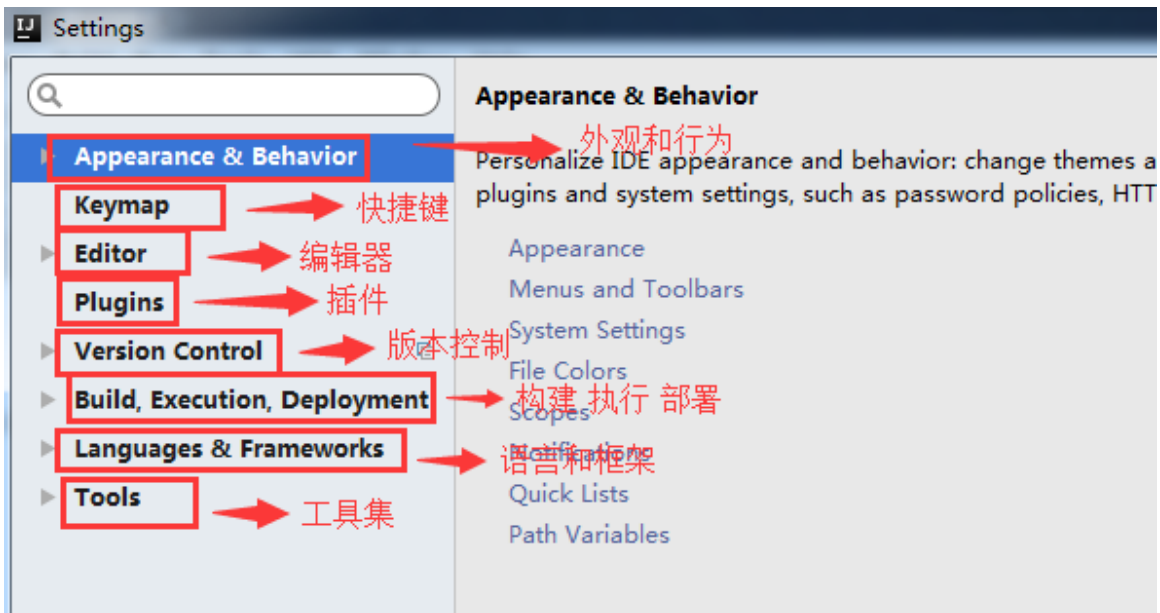 IJ Settings
Appearance & Behavior
外观和行为
Personalize IDE appearance and behavior: change themes a
plugins and system settings, such as password policies, HTT
Appearance & Behavior
Keymap
快捷键
Editor
编辑器
Plugins
插件
Version Control
版本控制
Build, Execution, Deployment
构建 执行 部署
Languages & Frameworks
语言和框架
Tools
工具集
Appearance
Menus and Toolbars
System Settings
File Colors
Scopes
Notifications
Quick Lists
Path Variables